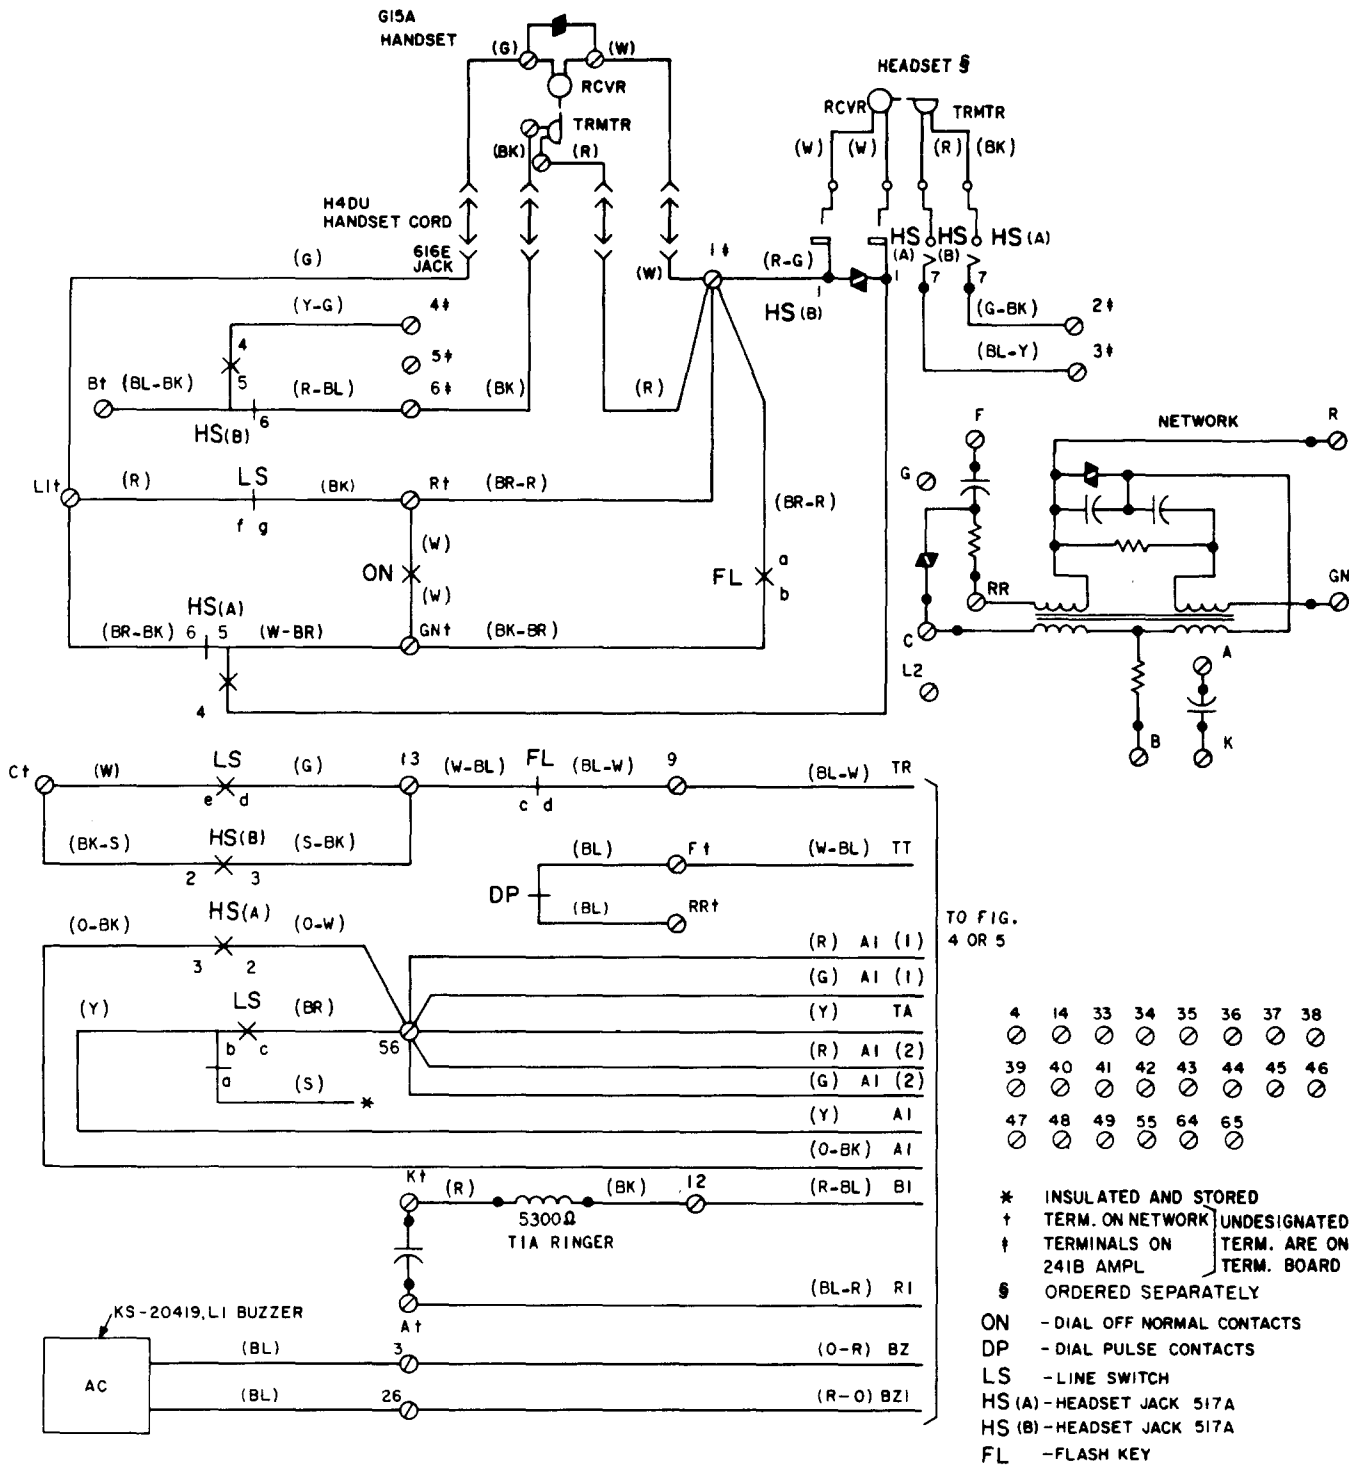 G15A
HANDSET
(G)
(W)
RCVR
TRMTR
(BK)
(R)
HEADSET §
RCVR
TRMTR
(W)
(W)
(R)
(BK)
H4DU
HANDSET CORD
616E
JACK
(G)
(W)
1‡
(R-G)
1
1
HS (B)
HS
(A)
HS
(B)
HS (A)
7
7
(G-BK)
2‡
(BL-Y)
3‡
(Y-G)
4‡
4
5‡
5
B† (BL-BK)
(R-BL)
6‡
(BK)
(R)
6
HS(B)
L1†
(R)
LS
(BK)
R†
(BR-R)
f g
(W)
ON
(W)
(BR-R)
FL
a
b
HS(A)
(BR-BK) 6 5 (W-BR)
GN†
(BK-BR)
4
F
NETWORK
R
G
RR
GN
C
L2
A
B
K
C†
(W)
LS
(G)
13
(W-BL)
FL
(BL-W)
9
(BL-W) TR
e d
c d
(BK-S)
HS(B)
(S-BK)
2 3
(BL)
F†
(W-BL) TT
DP
(BL)
RR†
TO FIG.
4 OR 5
(O-BK)
HS(A)
(O-W)
3 2
(R) A1 (1)
(G) A1 (1)
(Y)
LS
(BR)
(Y) TA
b c
56
(R) A1 (2)
a
(S)
*
(G) A1 (2)
(Y) A1
(O-BK) A1
K†
(R)
(BK)
12
(R-BL) B1
5300Ω
T1A RINGER
(BL-R) R1
A†
KS-20419,L1 BUZZER
AC
(BL)
3
(O-R) BZ
(BL)
26
(R-O) BZ1
4 14 33 34 35 36 37 38
39 40 41 42 43 44 45 46
47 48 49 55 64 65
* INSULATED AND STORED
† TERM. ON NETWORK
‡ TERMINALS ON
241B AMPL
UNDESIGNATED
TERM. ARE ON
TERM. BOARD
§ ORDERED SEPARATELY
ON - DIAL OFF NORMAL CONTACTS
DP - DIAL PULSE CONTACTS
LS - LINE SWITCH
HS (A) - HEADSET JACK 517A
HS (B) - HEADSET JACK 517A
FL - FLASH KEY